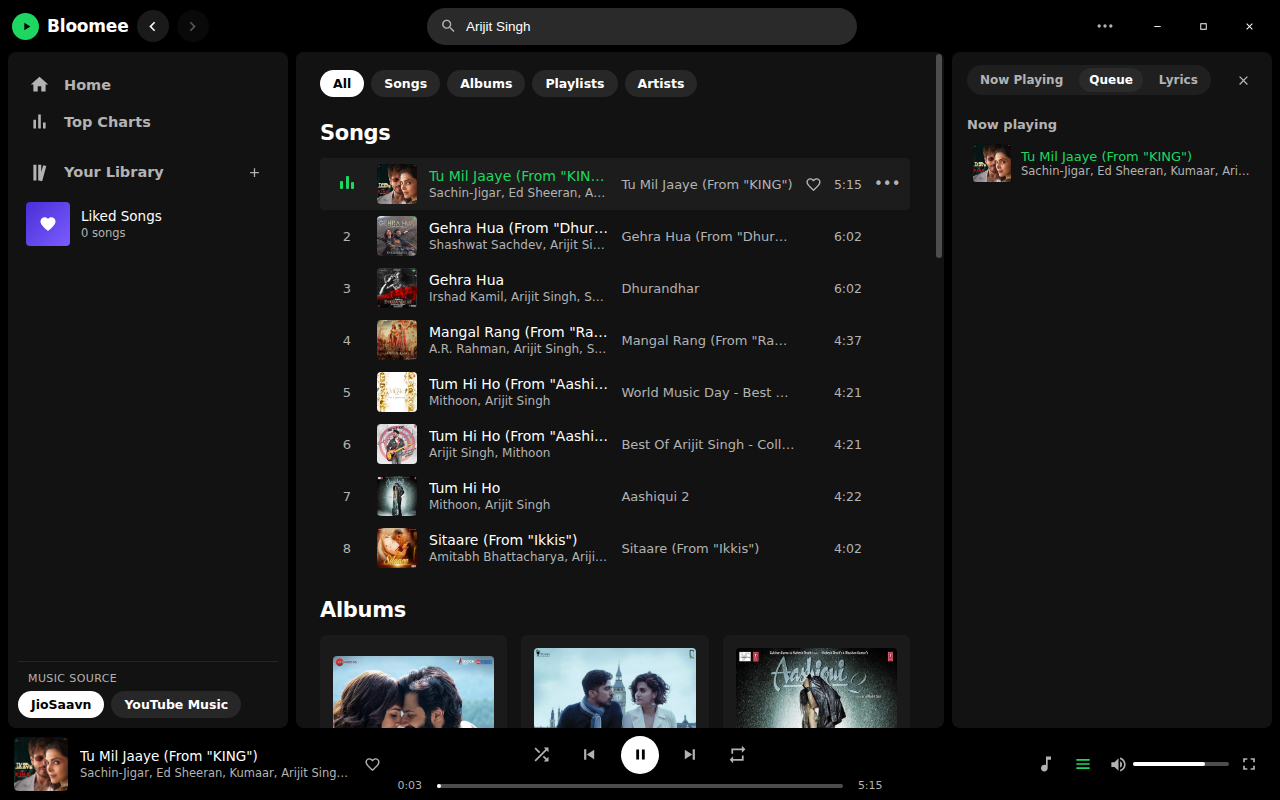 Bloomee
Arijit Singh
Home
Top Charts
Your Library
Liked Songs
0 songs
MUSIC SOURCE
JioSaavn
YouTube Music
All
Songs
Albums
Playlists
Artists
Songs
Tu Mil Jaaye (From "KIN...
Sachin-Jigar, Ed Sheeran, A...
Tu Mil Jaaye (From "KING")
5:15
2
Gehra Hua (From "Dhur...
Shashwat Sachdev, Arijit Si...
Gehra Hua (From "Dhur...
6:02
3
Gehra Hua
Irshad Kamil, Arijit Singh, S...
Dhurandhar
6:02
4
Mangal Rang (From "Ra...
A.R. Rahman, Arijit Singh, S...
Mangal Rang (From "Ra...
4:37
5
Tum Hi Ho (From "Aashi...
Mithoon, Arijit Singh
World Music Day - Best ...
4:21
6
Tum Hi Ho (From "Aashi...
Arijit Singh, Mithoon
Best Of Arijit Singh - Coll...
4:21
7
Tum Hi Ho
Mithoon, Arijit Singh
Aashiqui 2
4:22
8
Sitaare (From "Ikkis")
Amitabh Bhattacharya, Ariji...
Sitaare (From "Ikkis")
4:02
Albums
Aashiqui 2
Now Playing
Queue
Lyrics
Now playing
Tu Mil Jaaye (From "KING")
Sachin-Jigar, Ed Sheeran, Kumaar, Ari...
Tu Mil Jaaye (From "KING")
Sachin-Jigar, Ed Sheeran, Kumaar, Arijit Sing...
0:03
5:15